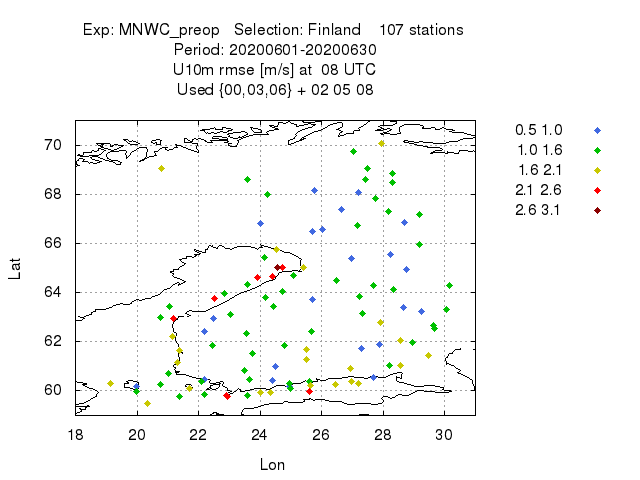 Exp: MNWC_preop   Selection: Finland    107 stations
Period: 20200601-20200630
U10m rmse [m/s] at  08 UTC
Used {00,03,06} + 02 05 08
0.5 1.0
1.0 1.6
1.6 2.1
2.1 2.6
2.6 3.1
70
68
66
64
62
60
Lat
18 20 22 24 26 28 30
Lon